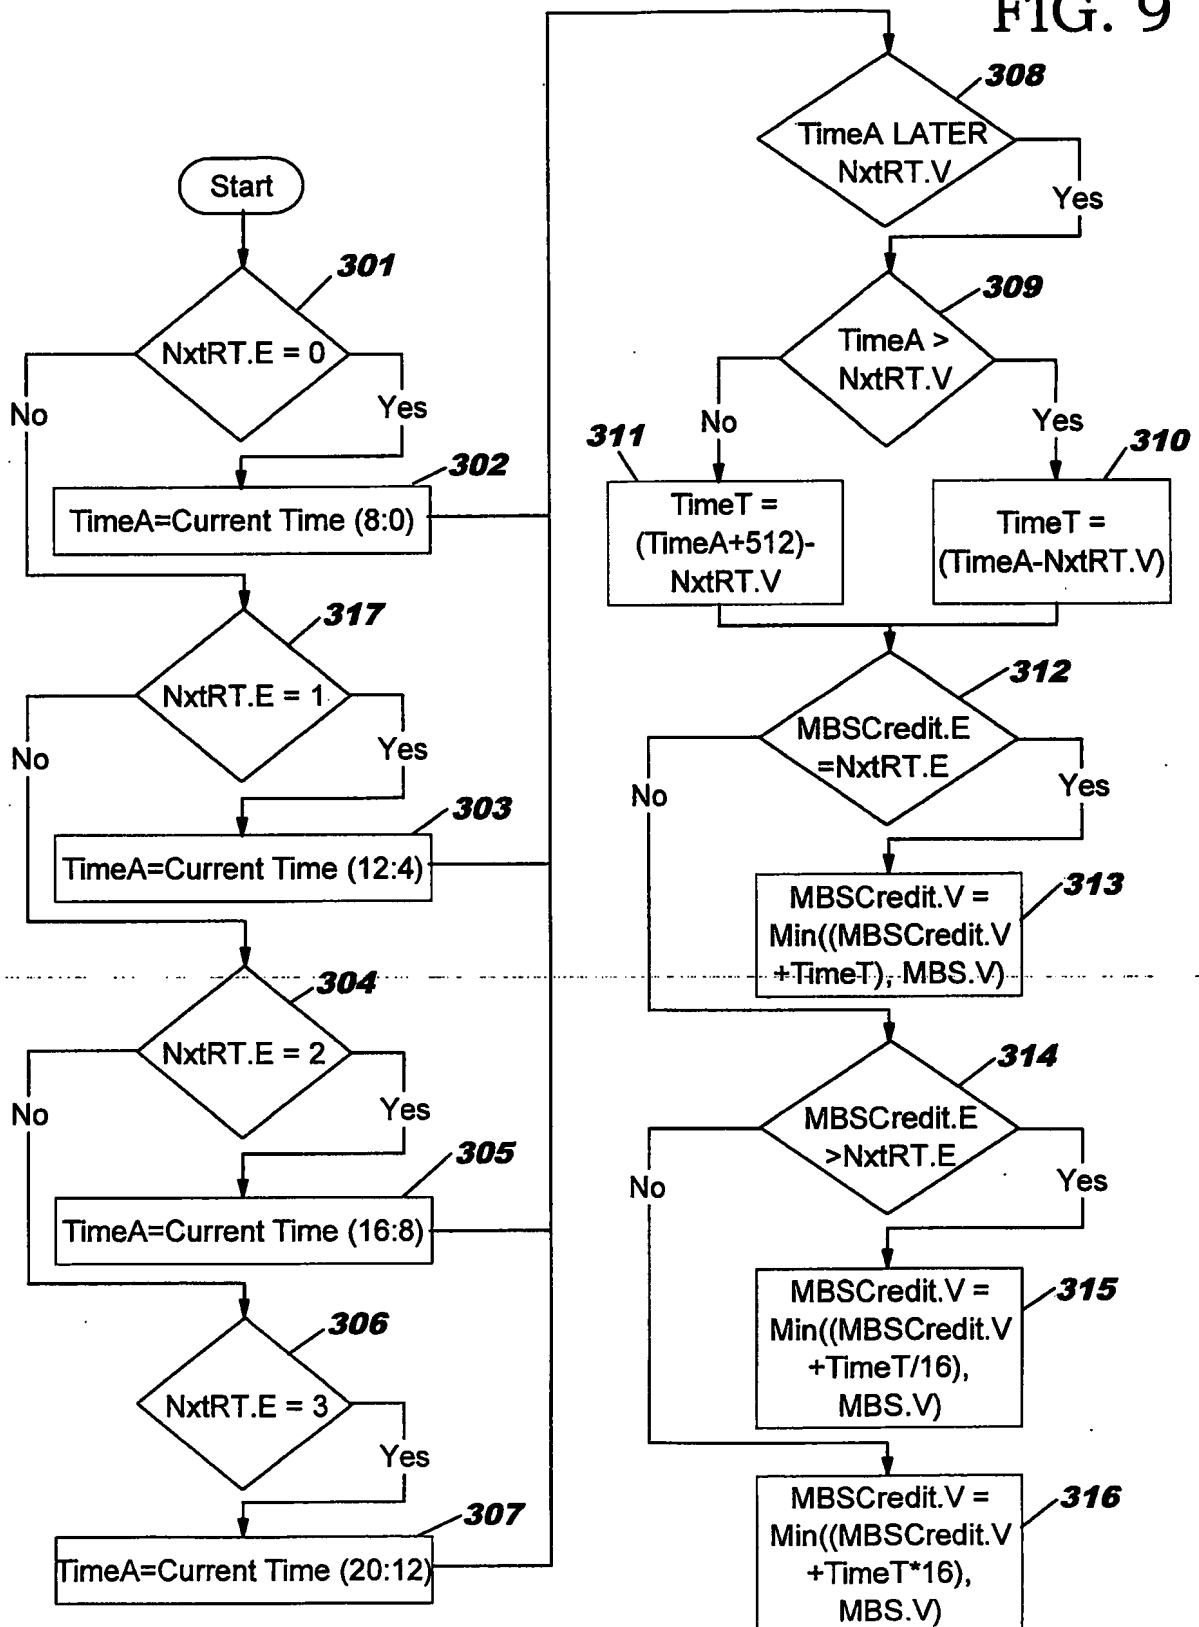 FIG. 9
Start
301
NxtRT.E = 0
No
Yes
302
TimeA=Current Time (8:0)
317
NxtRT.E = 1
No
Yes
303
TimeA=Current Time (12:4)
304
NxtRT.E = 2
No
Yes
305
TimeA=Current Time (16:8)
306
NxtRT.E = 3
Yes
307
TimeA=Current Time (20:12)
308
TimeA LATER
NxtRT.V
Yes
309
TimeA >
NxtRT.V
No
Yes
311
TimeT =
(TimeA+512)-
NxtRT.V
310
TimeT =
(TimeA-NxtRT.V)
312
MBSCredit.E
=NxtRT.E
No
Yes
313
MBSCredit.V =
Min((MBSCredit.V
+TimeT), MBS.V)
314
MBSCredit.E
>NxtRT.E
No
Yes
315
MBSCredit.V =
Min((MBSCredit.V
+TimeT/16),
MBS.V)
316
MBSCredit.V =
Min((MBSCredit.V
+TimeT*16),
MBS.V)